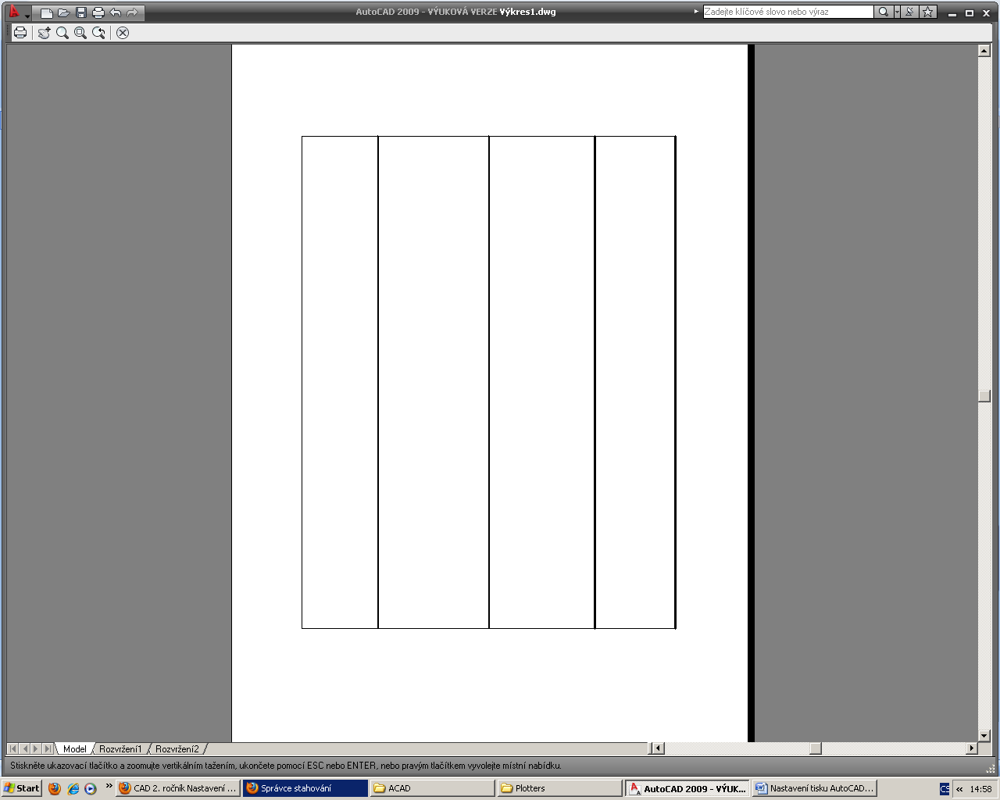 AutoCAD 2009 - VÝUKOVÁ VERZE Výkres1.dwg
Zadejte klíčové slovo nebo výraz
Model
Rozvržení1
Rozvržení2
Stiskněte ukazovací tlačítko a zoomujte vertikálním tažením, ukončete pomocí ESC nebo ENTER, nebo pravým tlačítkem vyvolejte místní nabídku.
Start
CAD 2. ročník Nastavení ...
Správce stahování
ACAD
Plotters
AutoCAD 2009 - VÝUK...
Nastavení tisku AutoCAD...
CS
14:58